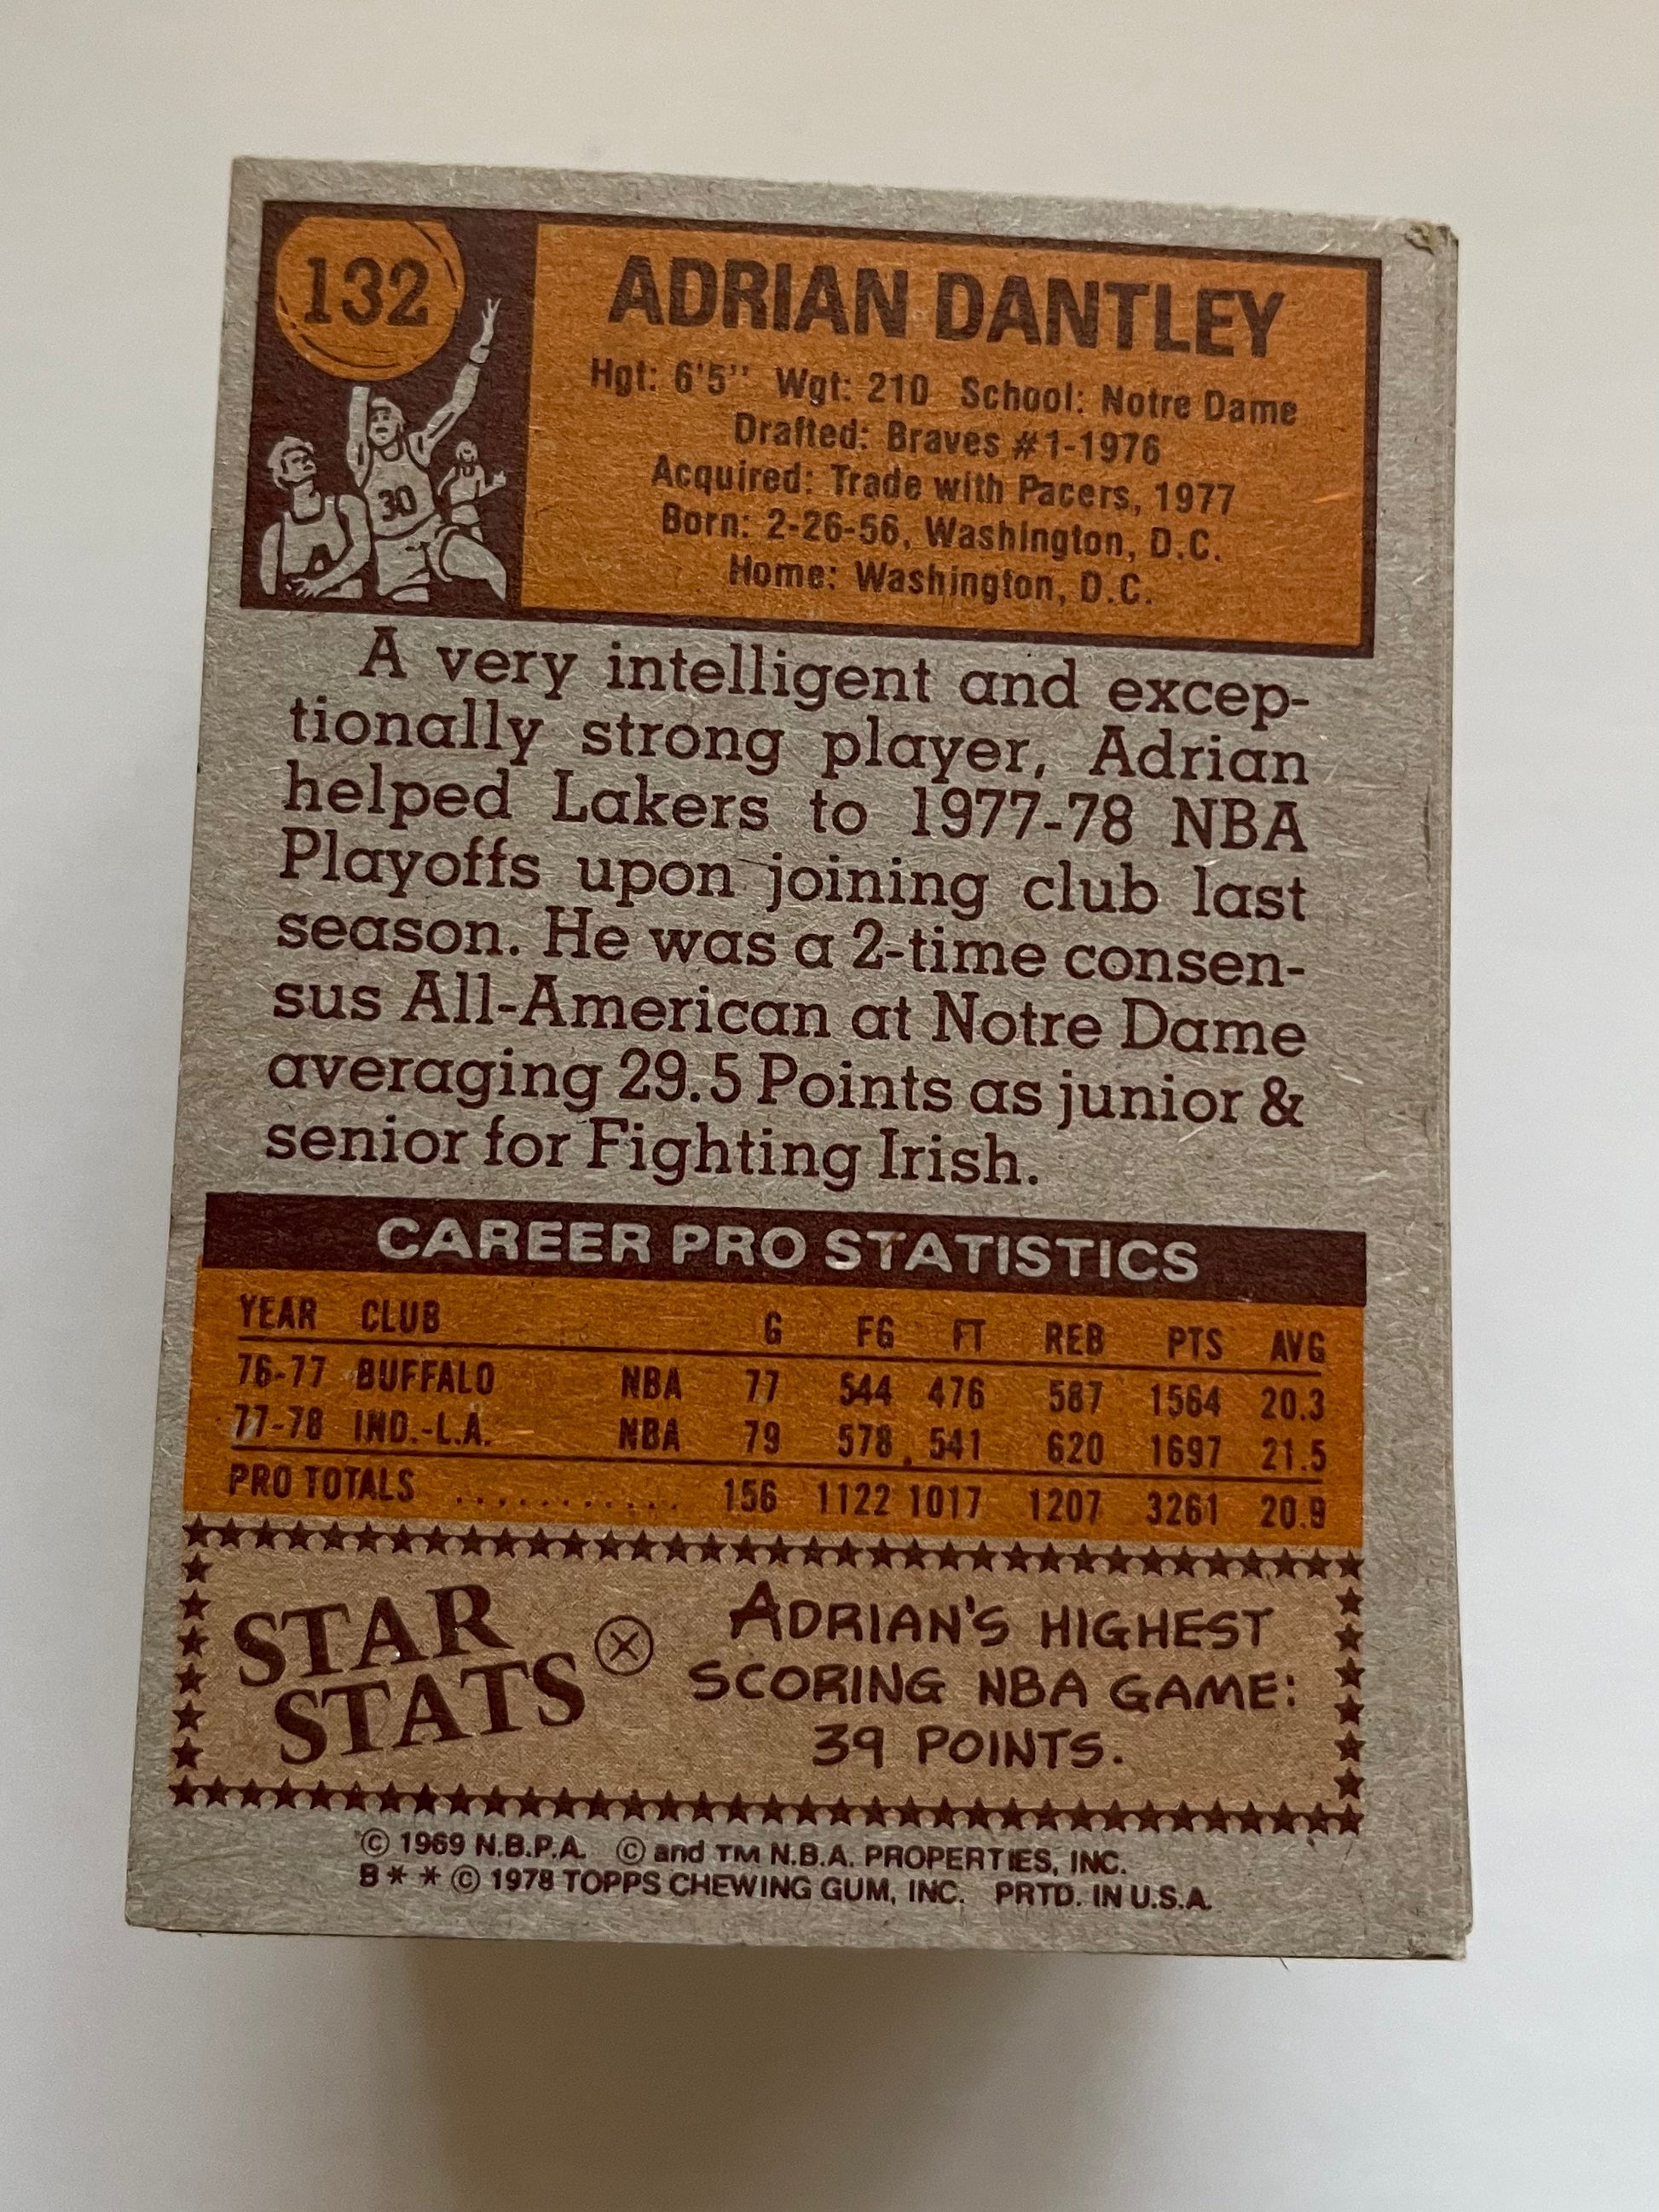 132
ADRIAN DANTLEY
Hgt: 6'5'' Wgt: 210 School: Notre Dame
Drafted: Braves #1-1976
Acquired: Trade with Pacers, 1977
Born: 2-26-56, Washington, D.C.
Home: Washington, D.C.
30
A very intelligent and excep-
tionally strong player, Adrian
helped Lakers to 1977-78 NBA
Playoffs upon joining club last
season. He was a 2-time consen-
sus All-American at Notre Dame
averaging 29.5 Points as junior &
senior for Fighting Irish.
CAREER PRO STATISTICS
YEAR CLUB G FG FT REB PTS AVG
76-77 BUFFALO NBA 77 544 476 587 1564 20.3
77-78 IND.-L.A. NBA 79 578 541 620 1697 21.5
PRO TOTALS ............ 156 1122 1017 1207 3261 20.9
STAR
STATS
ADRIAN'S HIGHEST
SCORING NBA GAME:
39 POINTS.
© 1969 N.B.P.A. © and TM N.B.A. PROPERTIES, INC.
B * * © 1978 TOPPS CHEWING GUM, INC. PRTD. IN U.S.A.